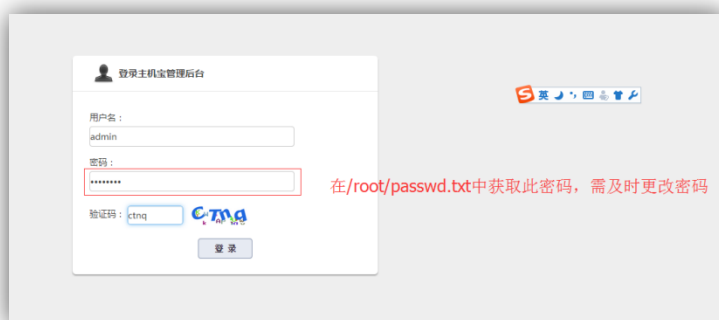 登录主机宝管理后台
英
用户名：
admin
密码：
••••••••
在/root/passwd.txt中获取此密码，需及时更改密码
验证码：
ctnq
Ctnq
登 录